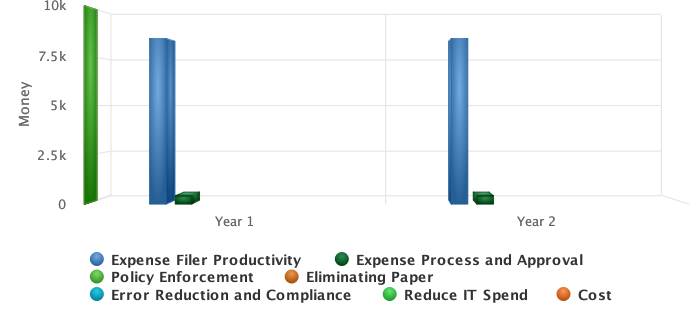 10k
7.5k
5k
2.5k
0
Money
Year 1 Year 2
Expense Filer Productivity Expense Process and Approval
Policy Enforcement Eliminating Paper
Error Reduction and Compliance Reduce IT Spend Cost